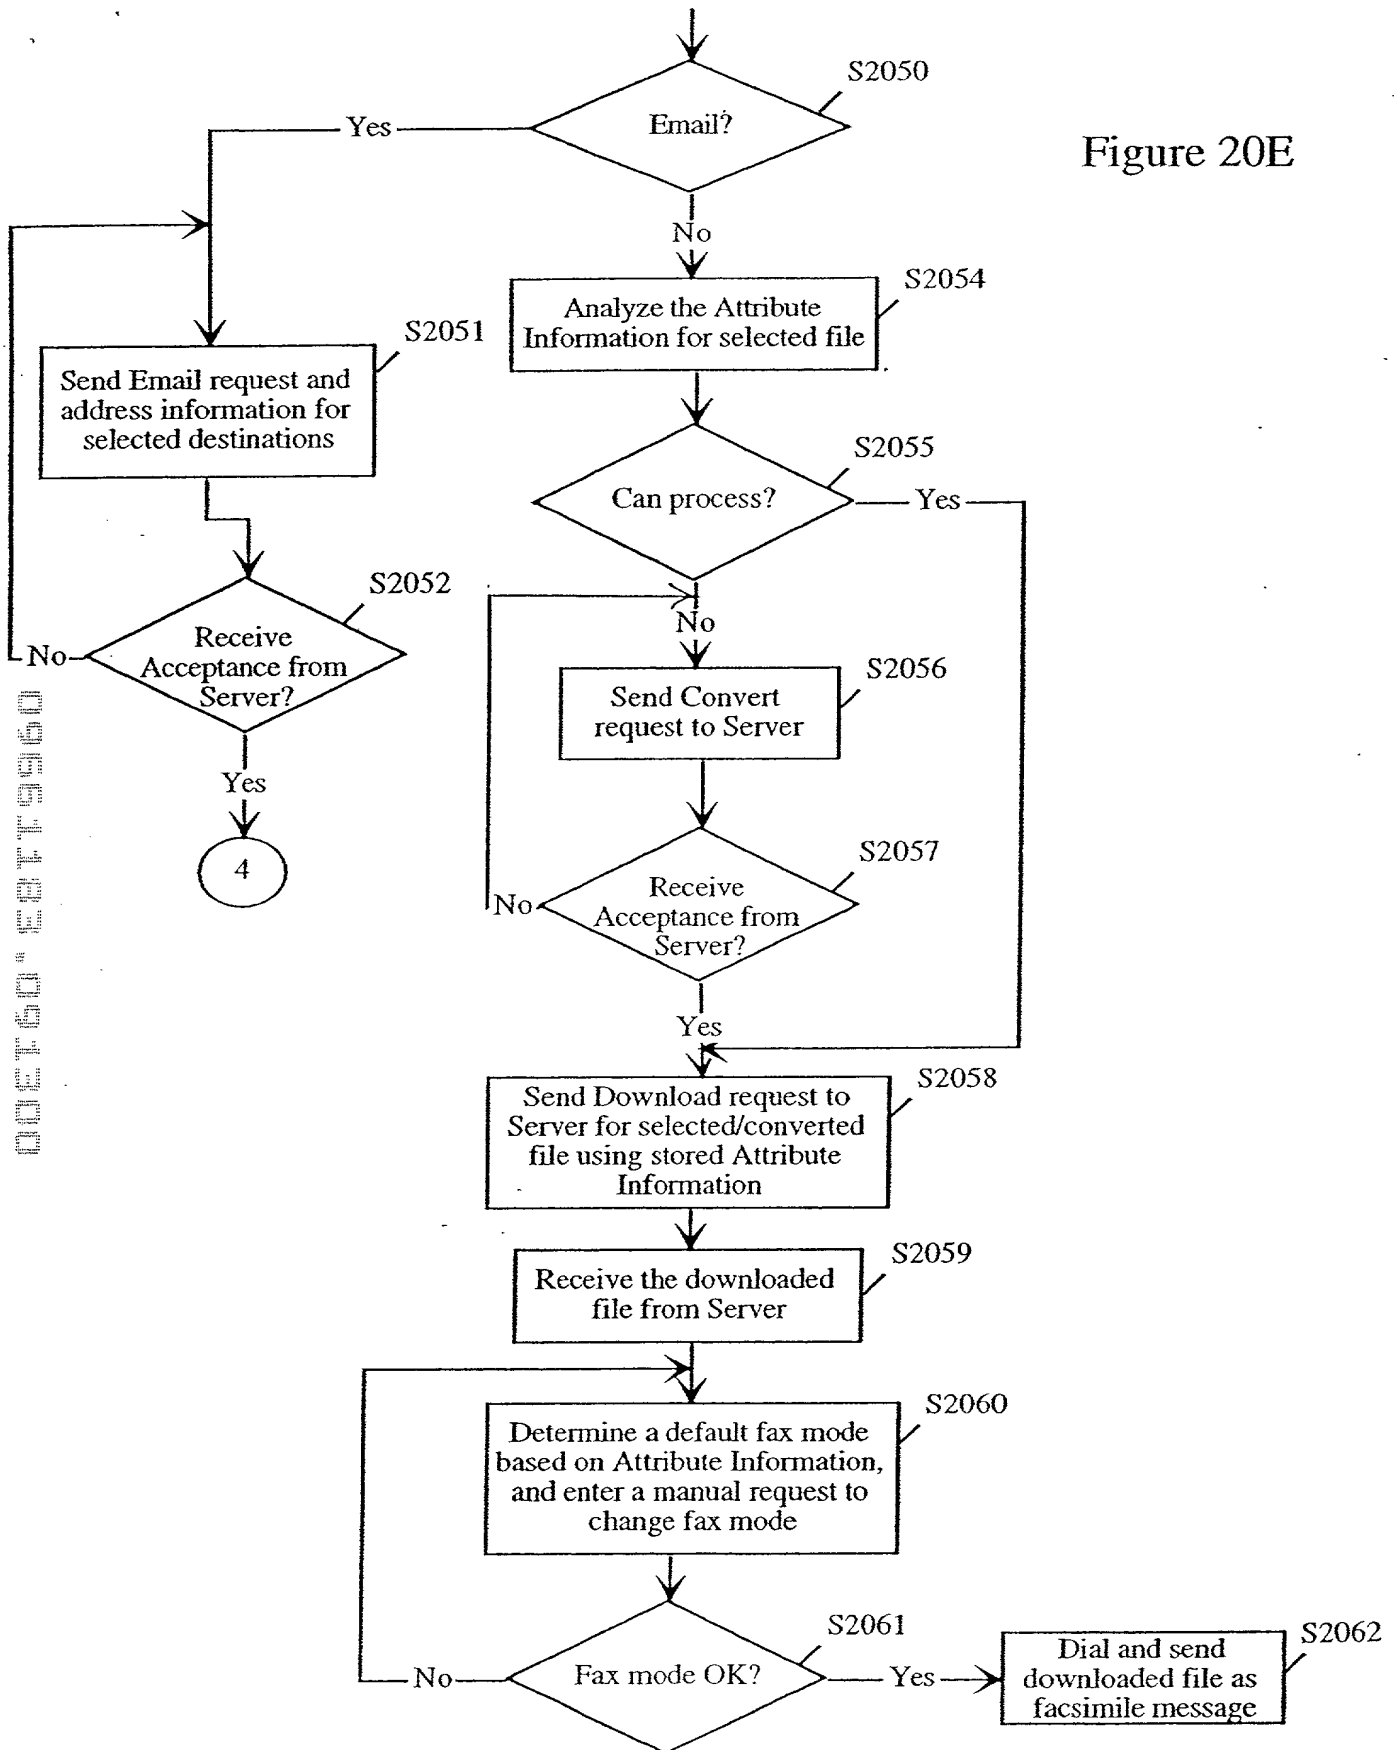 S2050
Email?
Yes
Figure 20E
No
S2054
Analyze the Attribute
Information for selected file
S2051
Send Email request and
address information for
selected destinations
S2055
Can process?
Yes
S2052
Receive
Acceptance from
Server?
No
No
S2056
Send Convert
request to Server
Yes
4
S2057
Receive
Acceptance from
Server?
No
Yes
S2058
Send Download request to
Server for selected/converted
file using stored Attribute
Information
S2059
Receive the downloaded
file from Server
S2060
Determine a default fax mode
based on Attribute Information,
and enter a manual request to
change fax mode
S2061
Fax mode OK?
No
Yes
S2062
Dial and send
downloaded file as
facsimile message